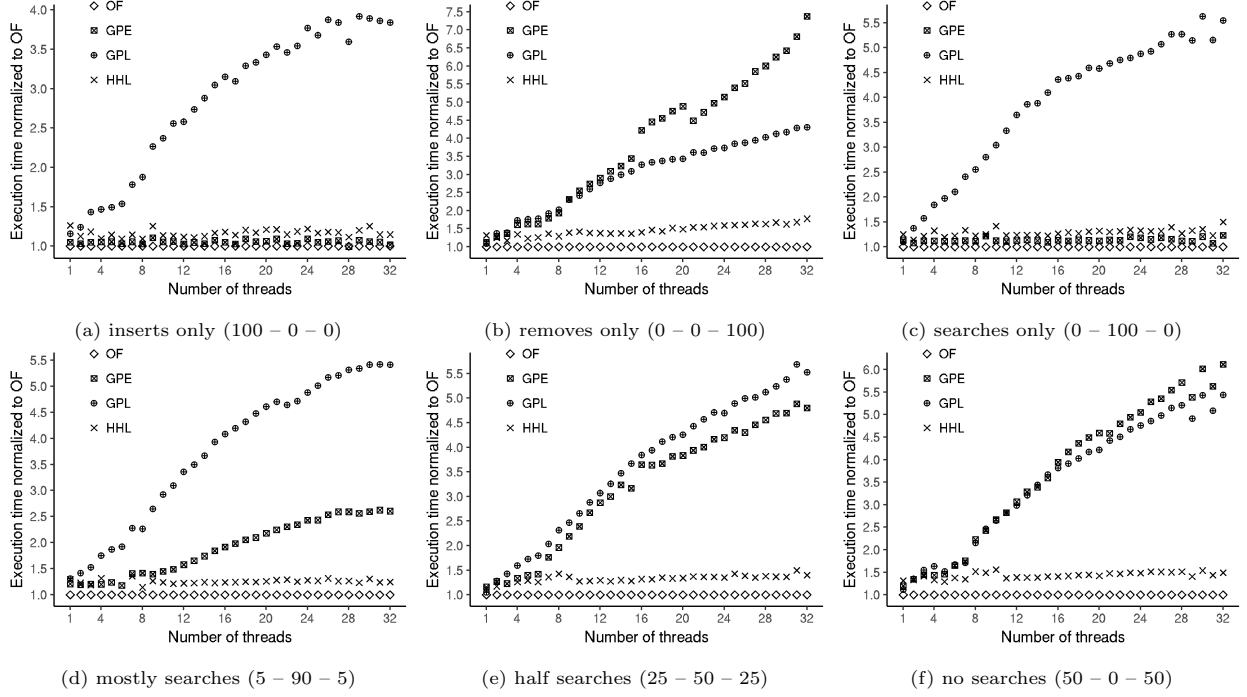 OF
GPE
GPL
HHL
Execution time normalized to OF
4.0
3.5
3.0
2.5
2.0
1.5
1.0
1 4 8 12 16 20 24 28 32
Number of threads
(a) inserts only (100 – 0 – 0)
OF
GPE
GPL
HHL
Execution time normalized to OF
7.5
7.0
6.5
6.0
5.5
5.0
4.5
4.0
3.5
3.0
2.5
2.0
1.5
1.0
1 4 8 12 16 20 24 28 32
Number of threads
(b) removes only (0 – 0 – 100)
OF
GPE
GPL
HHL
Execution time normalized to OF
5.5
5.0
4.5
4.0
3.5
3.0
2.5
2.0
1.5
1.0
1 4 8 12 16 20 24 28 32
Number of threads
(c) searches only (0 – 100 – 0)
OF
GPE
GPL
HHL
Execution time normalized to OF
5.5
5.0
4.5
4.0
3.5
3.0
2.5
2.0
1.5
1.0
1 4 8 12 16 20 24 28 32
Number of threads
(d) mostly searches (5 – 90 – 5)
OF
GPE
GPL
HHL
Execution time normalized to OF
5.5
5.0
4.5
4.0
3.5
3.0
2.5
2.0
1.5
1.0
1 4 8 12 16 20 24 28 32
Number of threads
(e) half searches (25 – 50 – 25)
OF
GPE
GPL
HHL
Execution time normalized to OF
6.0
5.5
5.0
4.5
4.0
3.5
3.0
2.5
2.0
1.5
1.0
1 4 8 12 16 20 24 28 32
Number of threads
(f) no searches (50 – 0 – 50)